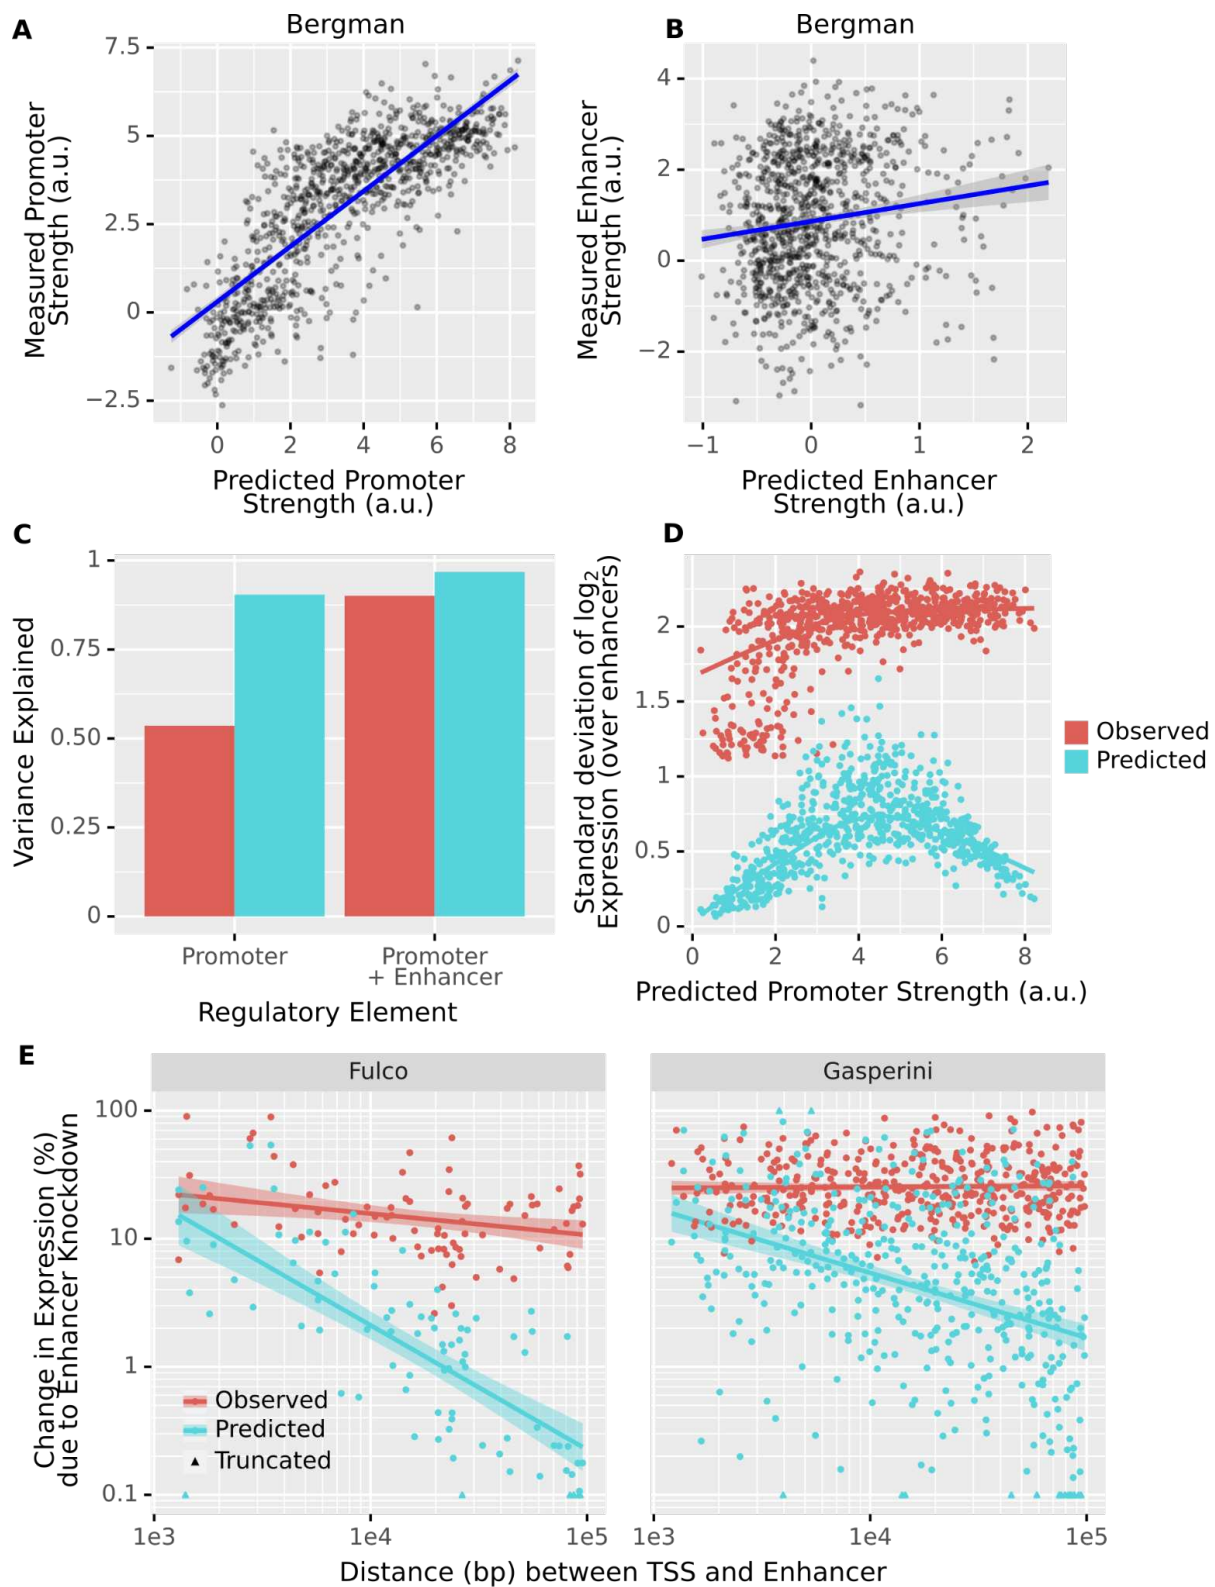 A
Bergman
7.5
5
2.5
0
−2.5
Measured Promoter
Strength (a.u.)
0 2 4 6 8
Predicted Promoter
Strength (a.u.)
B
Bergman
4
2
0
−2
Measured Enhancer
Strength (a.u.)
−1 0 1 2
Predicted Enhancer
Strength (a.u.)
C
1
0.75
0.50
0.25
0
Variance Explained
Promoter
Promoter
+ Enhancer
Regulatory Element
D
2
1.5
1
0.5
0
Standard deviation of log₂
Expression (over enhancers)
0 2 4 6 8
Predicted Promoter Strength (a.u.)
Observed
Predicted
E
Fulco
Gasperini
100
10
1
0.1
Change in Expression (%)
due to Enhancer Knockdown
Observed
Predicted
Truncated
1e3 1e4 1e5
1e3 1e4 1e5
Distance (bp) between TSS and Enhancer